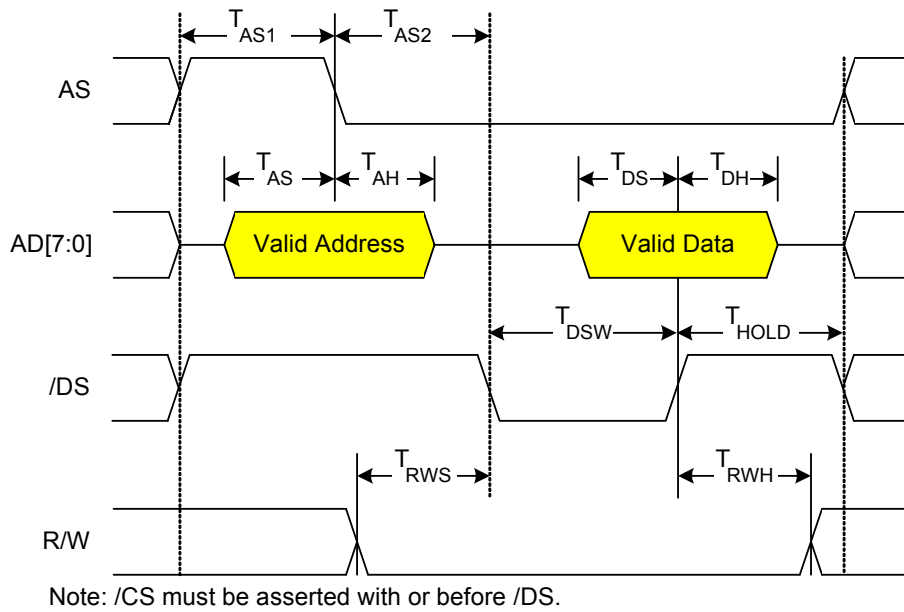 TAS1 TAS2
AS
TAS TAH TDS TDH
AD[7:0] Valid Address Valid Data
TDSW THOLD
/DS
TRWS TRWH
R/W
Note: /CS must be asserted with or before /DS.